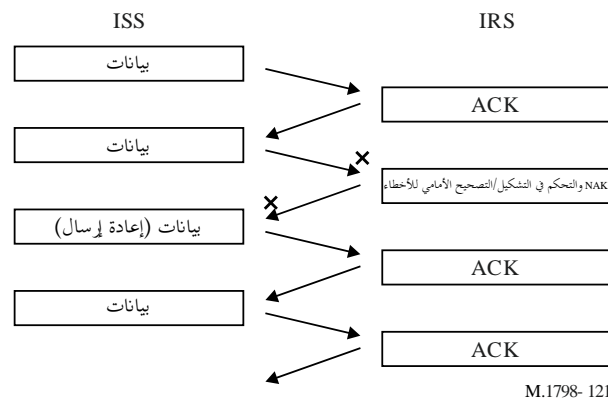 ISS
IRS
بيانات
ACK
بيانات
NAK والتحكم في التشكيل/التصحيح الأمامي للأخطاء
بيانات (إعادة إرسال)
ACK
بيانات
ACK
M.1798- 121